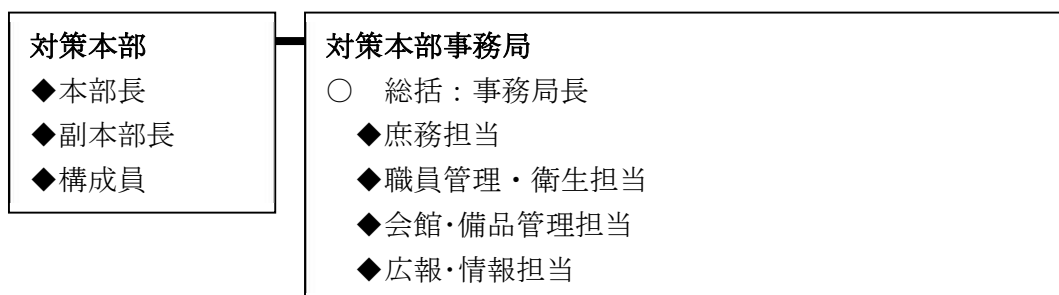 対策本部
◆本部長
◆副本部長
◆構成員
対策本部事務局
○　総括：事務局長
◆庶務担当
◆職員管理・衛生担当
◆会館・備品管理担当
◆広報・情報担当